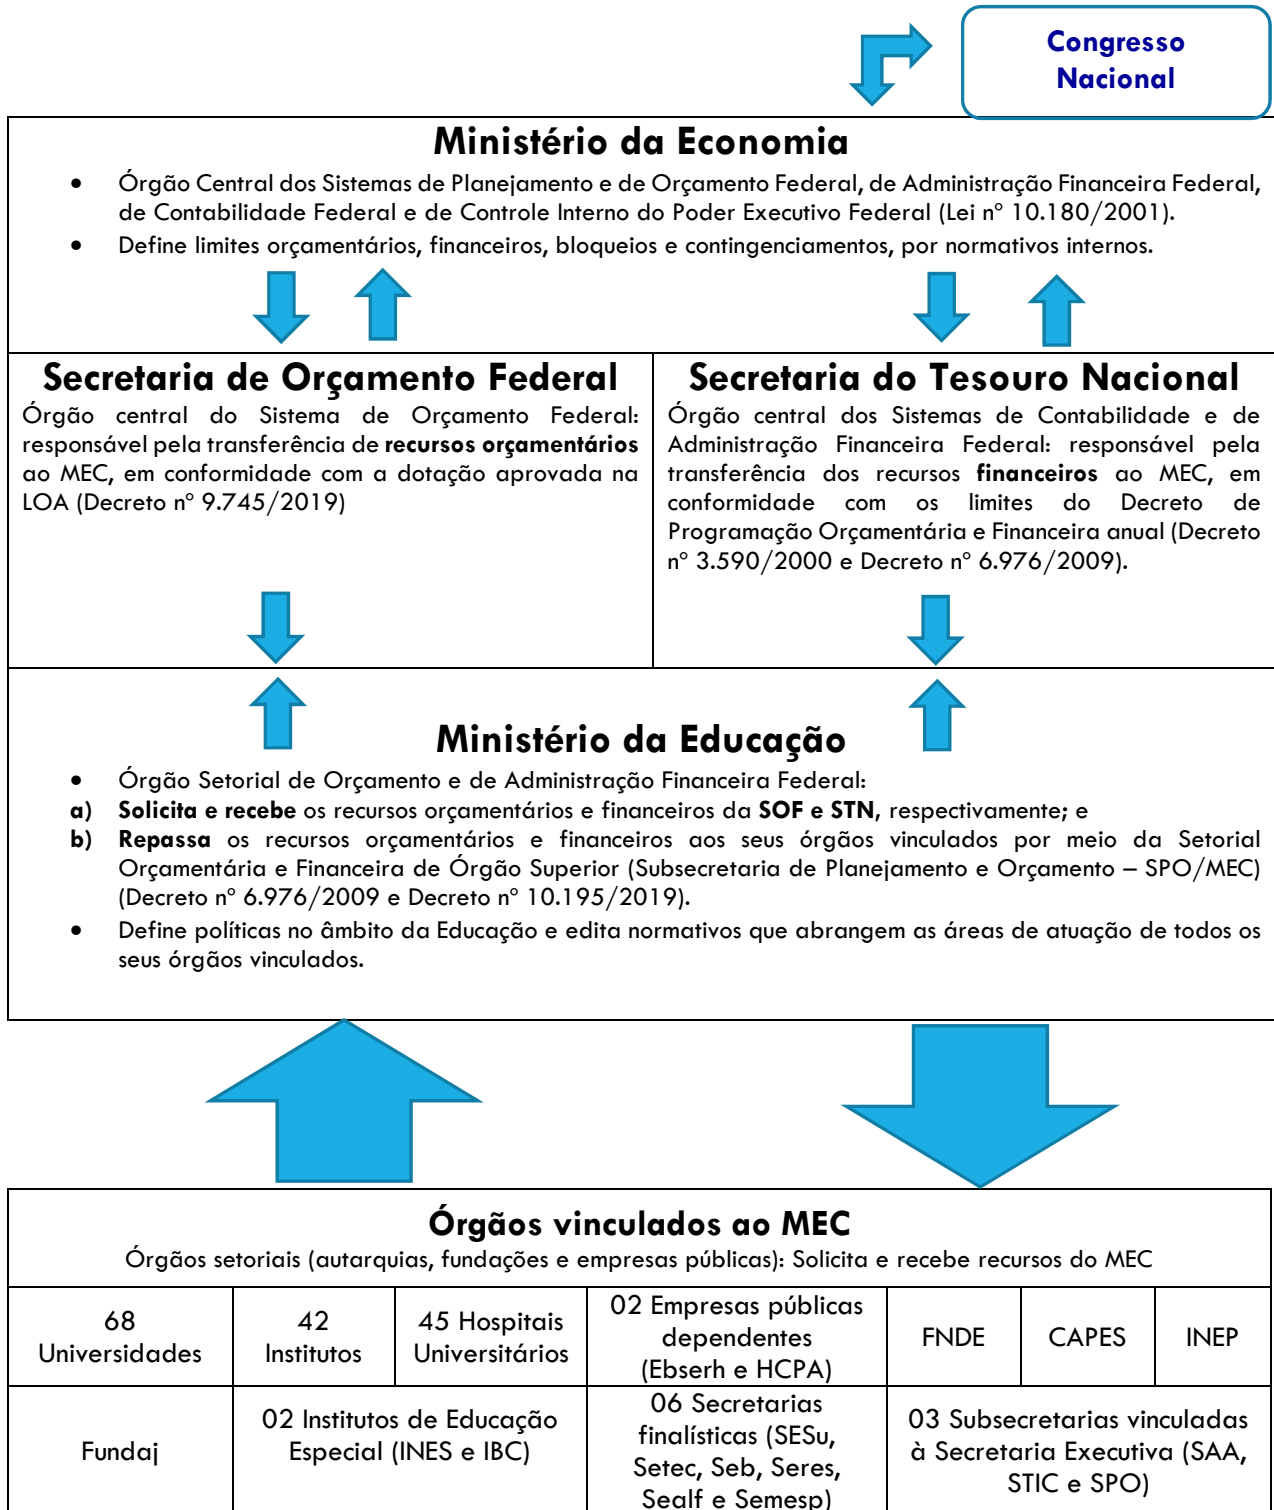 Congresso
Nacional
Ministério da Economia
• Órgão Central dos Sistemas de Planejamento e de Orçamento Federal, de Administração Financeira Federal,
de Contabilidade Federal e de Controle Interno do Poder Executivo Federal (Lei nº 10.180/2001).
• Define limites orçamentários, financeiros, bloqueios e contingenciamentos, por normativos internos.
Secretaria de Orçamento Federal
Órgão central do Sistema de Orçamento Federal:
responsável pela transferência de recursos orçamentários
ao MEC, em conformidade com a dotação aprovada na
LOA (Decreto nº 9.745/2019)
Secretaria do Tesouro Nacional
Órgão central dos Sistemas de Contabilidade e de
Administração Financeira Federal: responsável pela
transferência dos recursos financeiros ao MEC, em
conformidade com os limites do Decreto de
Programação Orçamentária e Financeira anual (Decreto
nº 3.590/2000 e Decreto nº 6.976/2009).
Ministério da Educação
• Órgão Setorial de Orçamento e de Administração Financeira Federal:
a) Solicita e recebe os recursos orçamentários e financeiros da SOF e STN, respectivamente; e
b) Repassa os recursos orçamentários e financeiros aos seus órgãos vinculados por meio da Setorial
Orçamentária e Financeira de Órgão Superior (Subsecretaria de Planejamento e Orçamento – SPO/MEC)
(Decreto nº 6.976/2009 e Decreto nº 10.195/2019).
• Define políticas no âmbito da Educação e edita normativos que abrangem as áreas de atuação de todos os
seus órgãos vinculados.
Órgãos vinculados ao MEC
Órgãos setoriais (autarquias, fundações e empresas públicas): Solicita e recebe recursos do MEC
68
Universidades
42
Institutos
45 Hospitais
Universitários
02 Empresas públicas
dependentes
(Ebserh e HCPA)
FNDE
CAPES
INEP
Fundaj
02 Institutos de Educação
Especial (INES e IBC)
06 Secretarias
finalísticas (SESu,
Setec, Seb, Seres,
Sealf e Semesp)
03 Subsecretarias vinculadas
à Secretaria Executiva (SAA,
STIC e SPO)